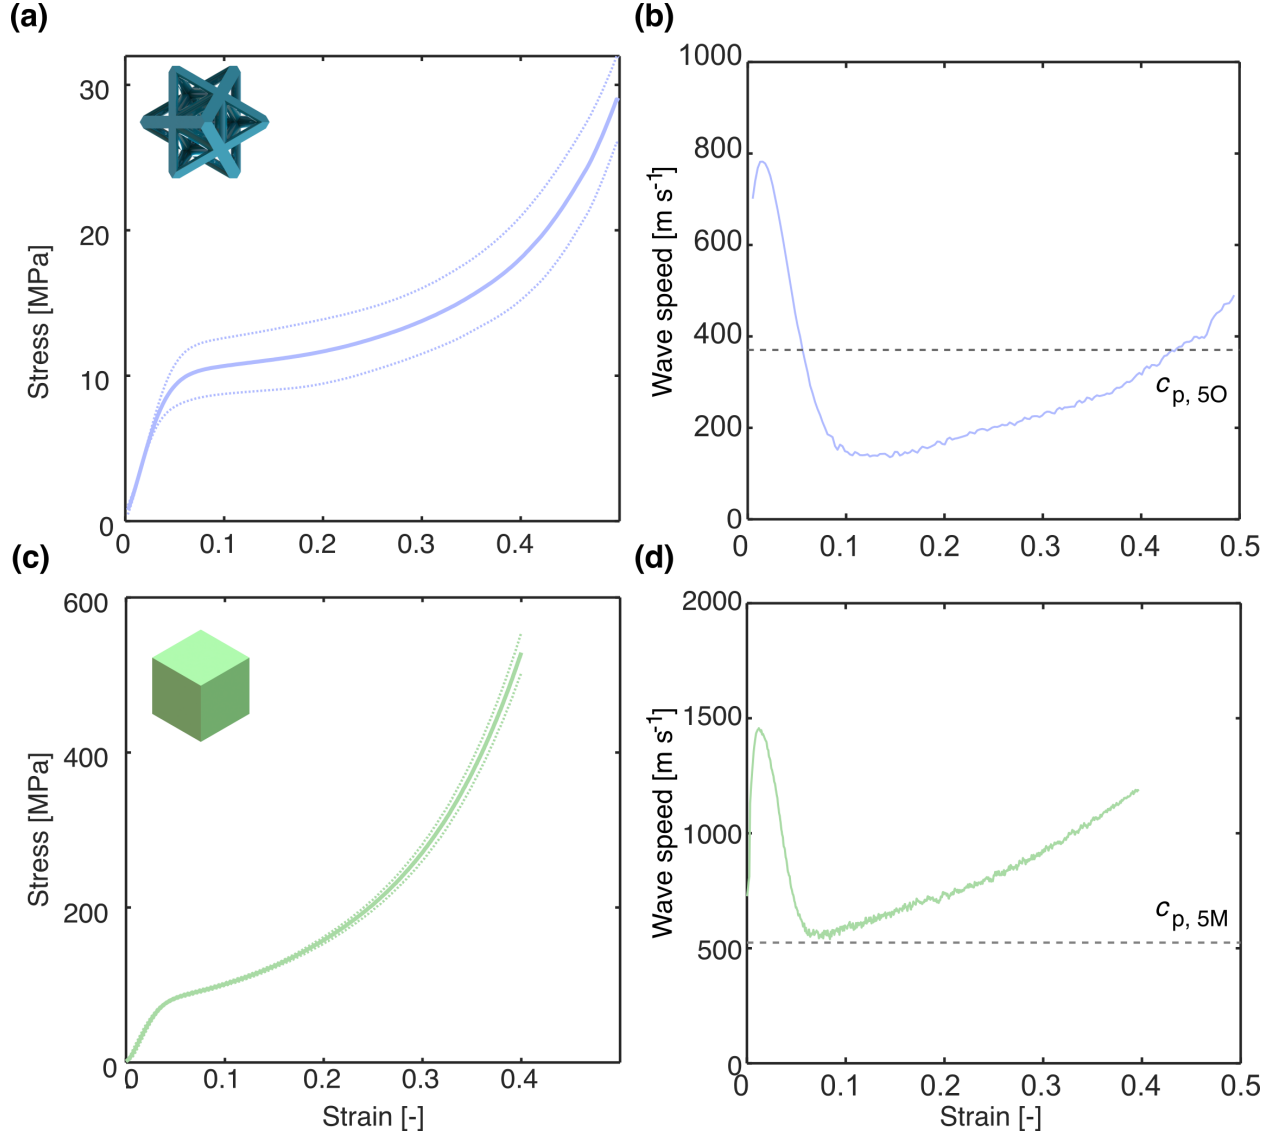 (a)
30
20
10
0
Stress [MPa]
0 0.1 0.2 0.3 0.4
(b)
1000
800
600
400
200
0
Wave speed [m s-1]
cp, 5O
0 0.1 0.2 0.3 0.4 0.5
(c)
600
400
200
0
Stress [MPa]
0 0.1 0.2 0.3 0.4
Strain [-]
(d)
2000
1500
1000
500
0
Wave speed [m s-1]
cp, 5M
0 0.1 0.2 0.3 0.4 0.5
Strain [-]